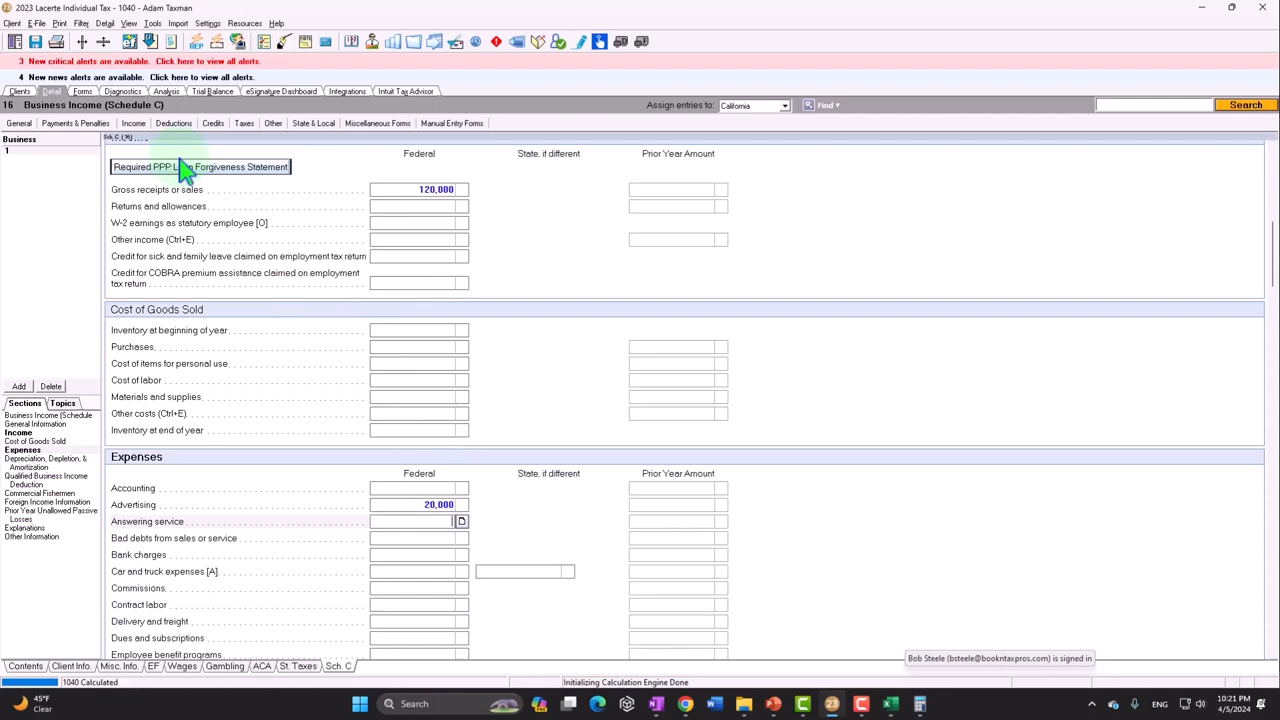 2023 Lacerte Individual Tax - 1040 - Adam Taxman
Client E-File Print Filter Detail View Tools Import Settings Resources Help
3 New critical alerts are available. Click here to view all alerts.
4 New news alerts are available. Click here to view all alerts.
Clients Detail Forms Diagnostics Analysis Trial Balance eSignature Dashboard Integrations Intuit Tax Advisor
16 Business Income (Schedule C) Assign entries to: California Find Search
General Payments & Penalties Income Deductions Credits Taxes Other State & Local Miscellaneous Forms Manual Entry Forms
Business
1
Federal State, if different Prior Year Amount
Required PPP Forgiveness Statement
Gross receipts or sales 120,000
Returns and allowances
W-2 earnings as statutory employee [O]
Other income (Ctrl+E)
Credit for sick and family leave claimed on employment tax return
Credit for COBRA premium assistance claimed on employment
tax return
Cost of Goods Sold
Inventory at beginning of year
Purchases
Cost of items for personal use
Cost of labor
Materials and supplies
Other costs (Ctrl+E)
Inventory at end of year
Expenses
Federal State, if different Prior Year Amount
Accounting
Advertising 20,000
Answering service
Bad debts from sales or service
Bank charges
Car and truck expenses [A]
Commissions
Contract labor
Delivery and freight
Dues and subscriptions
Employee benefit programs
Add Delete
Sections Topics
Business Income (Schedule
General Information
Income
Cost of Goods Sold
Expenses
Depreciation, Depletion, &
Amortization
Qualified Business Income
Deduction
Commercial Fishermen
Foreign Income Information
Prior Year Unallowed Passive
Losses
Explanations
Other Information
Contents Client Info. Misc. Info. EF Wages Gambling ACA St. Taxes Sch. C
Bob Steele (bsteele@bookntaxpros.com) is signed in
1040 Calculated Initializing Calculation Engine Done
45°F
Clear
Search
23
ENG
10:21 PM
4/5/2024